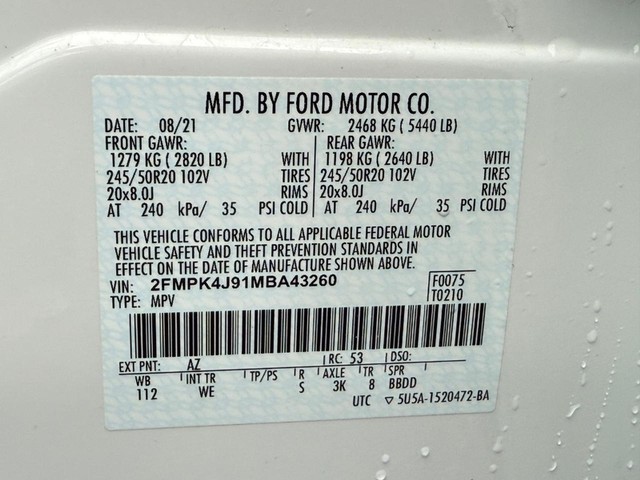 MFD. BY FORD MOTOR CO.
DATE: 08/21 GVWR: 2468 KG ( 5440 LB)
FRONT GAWR: REAR GAWR:
1279 KG ( 2820 LB) WITH 1198 KG ( 2640 LB) WITH
245/50R20 102V TIRES 245/50R20 102V TIRES
20x8.0J RIMS 20x8.0J RIMS
AT 240 kPa/ 35 PSI COLD AT 240 kPa/ 35 PSI COLD
THIS VEHICLE CONFORMS TO ALL APPLICABLE FEDERAL MOTOR
VEHICLE SAFETY AND THEFT PREVENTION STANDARDS IN
EFFECT ON THE DATE OF MANUFACTURE SHOWN ABOVE.
VIN: 2FMPK4J91MBA43260 F0075
TYPE: MPV T0210
EXT PNT: AZ RC: 53 DSO:
WB INT TR TP/PS R AXLE TR SPR
112 WE S 3K 8 BBDD
UTC ▽ 5U5A-1520472-BA